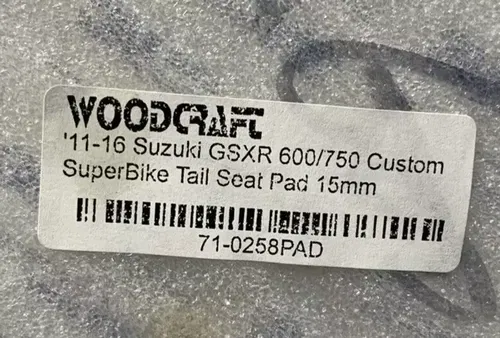 WOODCRAFT
'11-16 Suzuki GSXR 600/750 Custom
SuperBike Tail Seat Pad 15mm
71-0258PAD